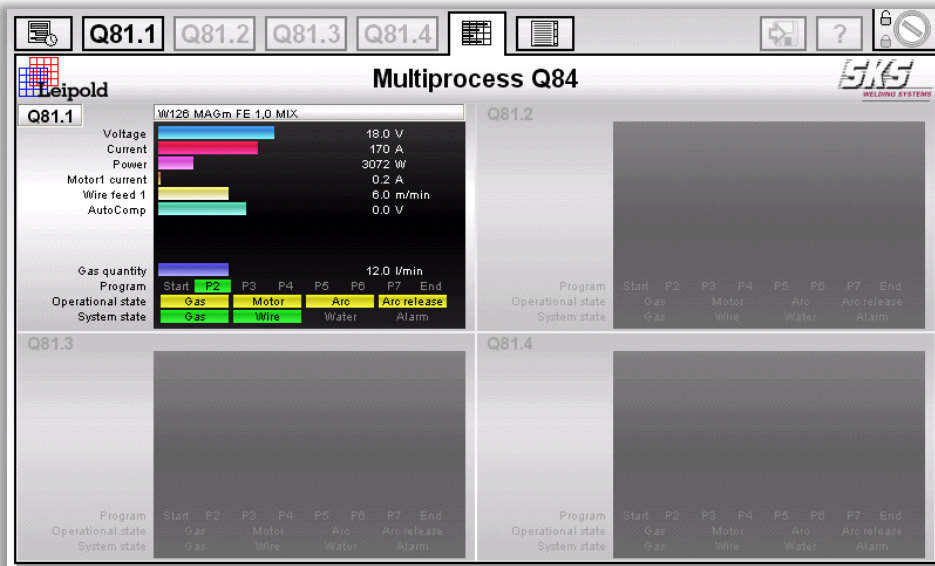 Q81.1 Q81.2 Q81.3 Q81.4 ?
Leipold
Multiprocess Q84
SKS
WELDING SYSTEMS
Q81.1
W126 MAGm FE 1,0 MIX
Voltage 18.0 V
Current 170 A
Power 3072 W
Motor1 current 0.2 A
Wire feed 1 6.0 m/min
AutoComp 0.0 V
Gas quantity 12.0 l/min
Program Start P2 P3 P4 P5 P6 P7 End
Operational state Gas Motor Arc Arc release
System state Gas Wire Water Alarm
Q81.2
Program Start P2 P3 P4 P5 P6 P7 End
Operational state Gas Motor Arc Arc release
System state Gas Wire Water Alarm
Q81.3
Program Start P2 P3 P4 P5 P6 P7 End
Operational state Gas Motor Arc Arc release
System state Gas Wire Water Alarm
Q81.4
Program Start P2 P3 P4 P5 P6 P7 End
Operational state Gas Motor Arc Arc release
System state Gas Wire Water Alarm